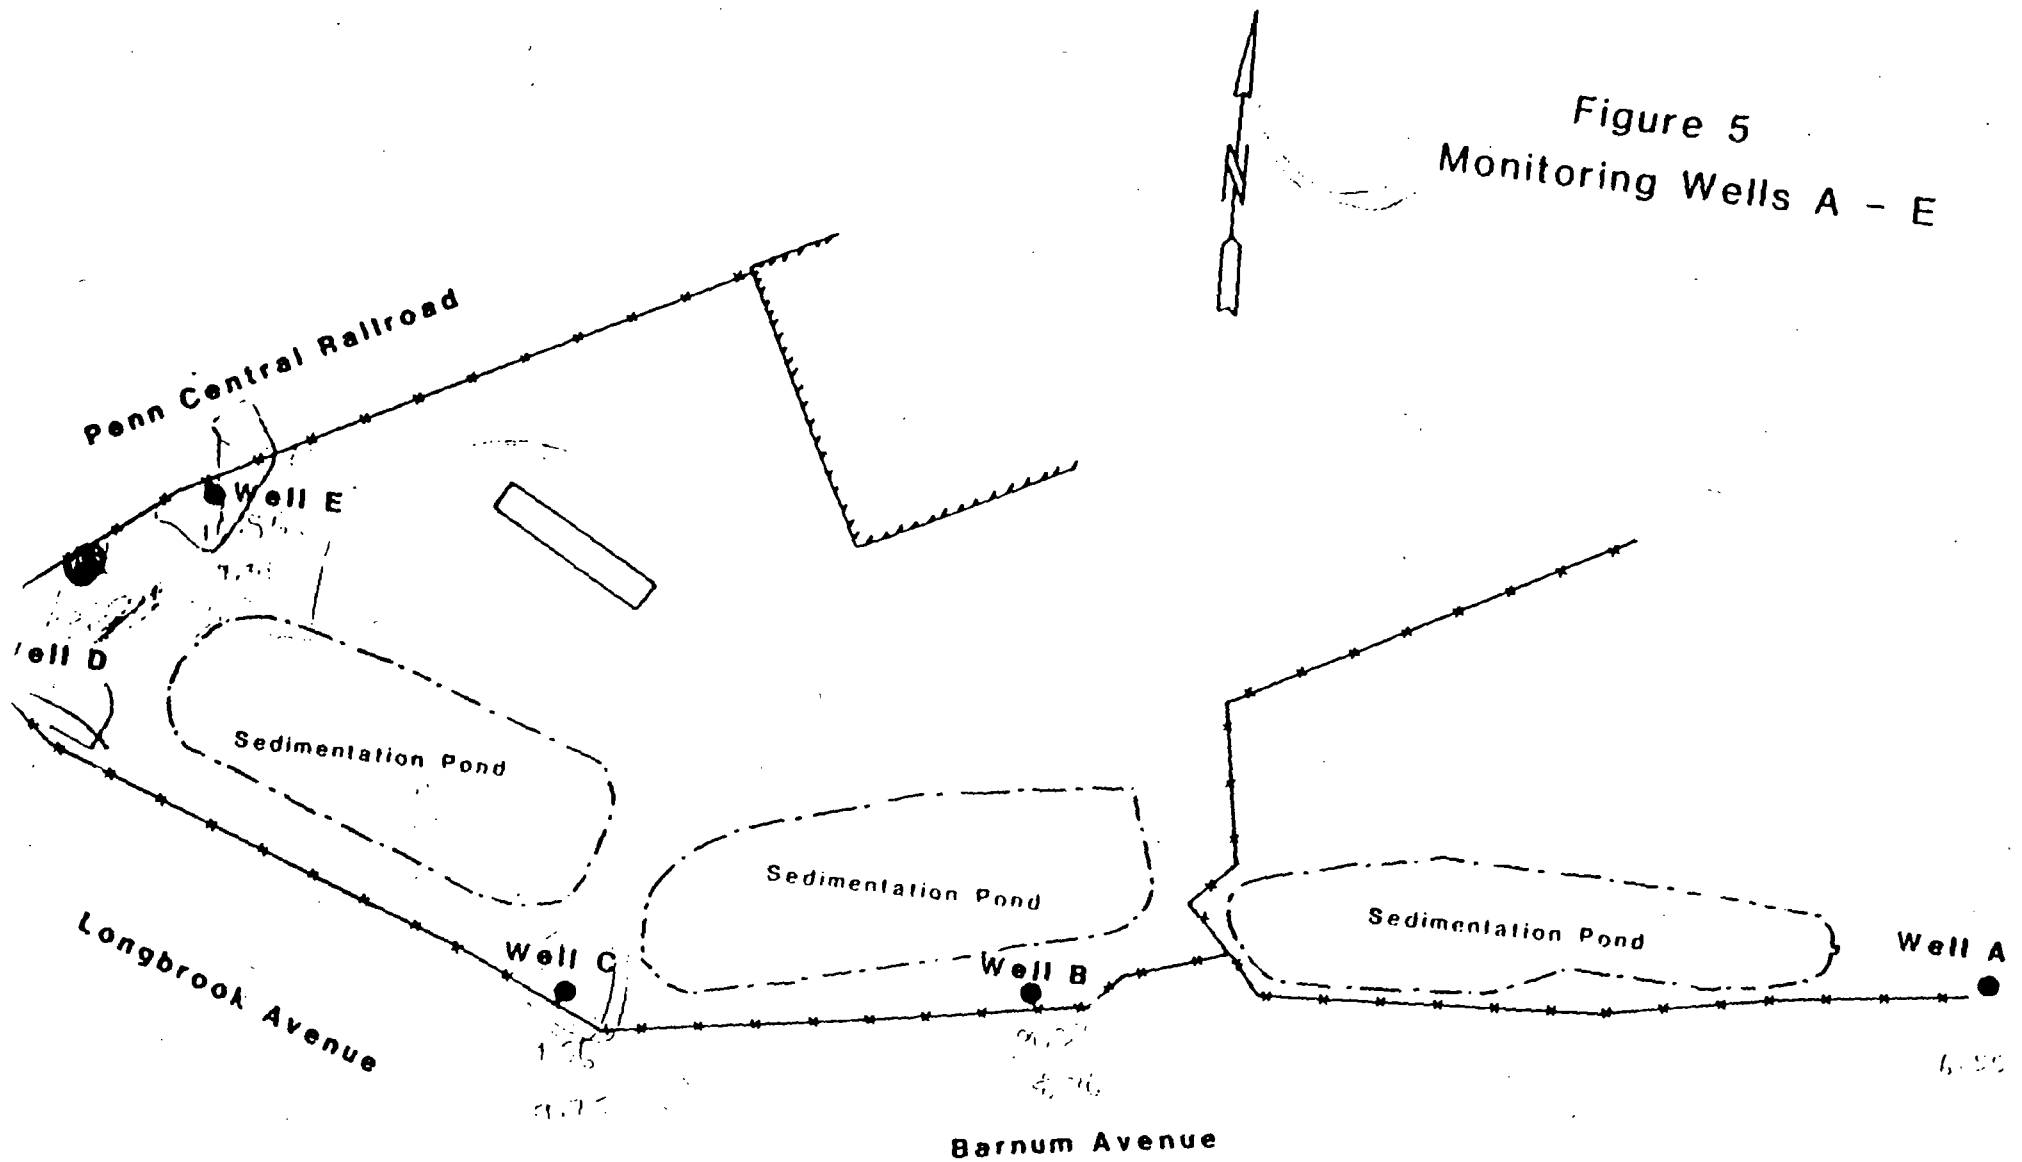 Figure 5
Monitoring Wells A - E
N
Penn Central Railroad
Well E
ell D
Sedimentation Pond
Sedimentation Pond
Sedimentation Pond
Well A
Well C
Well B
Longbrook Avenue
Barnum Avenue